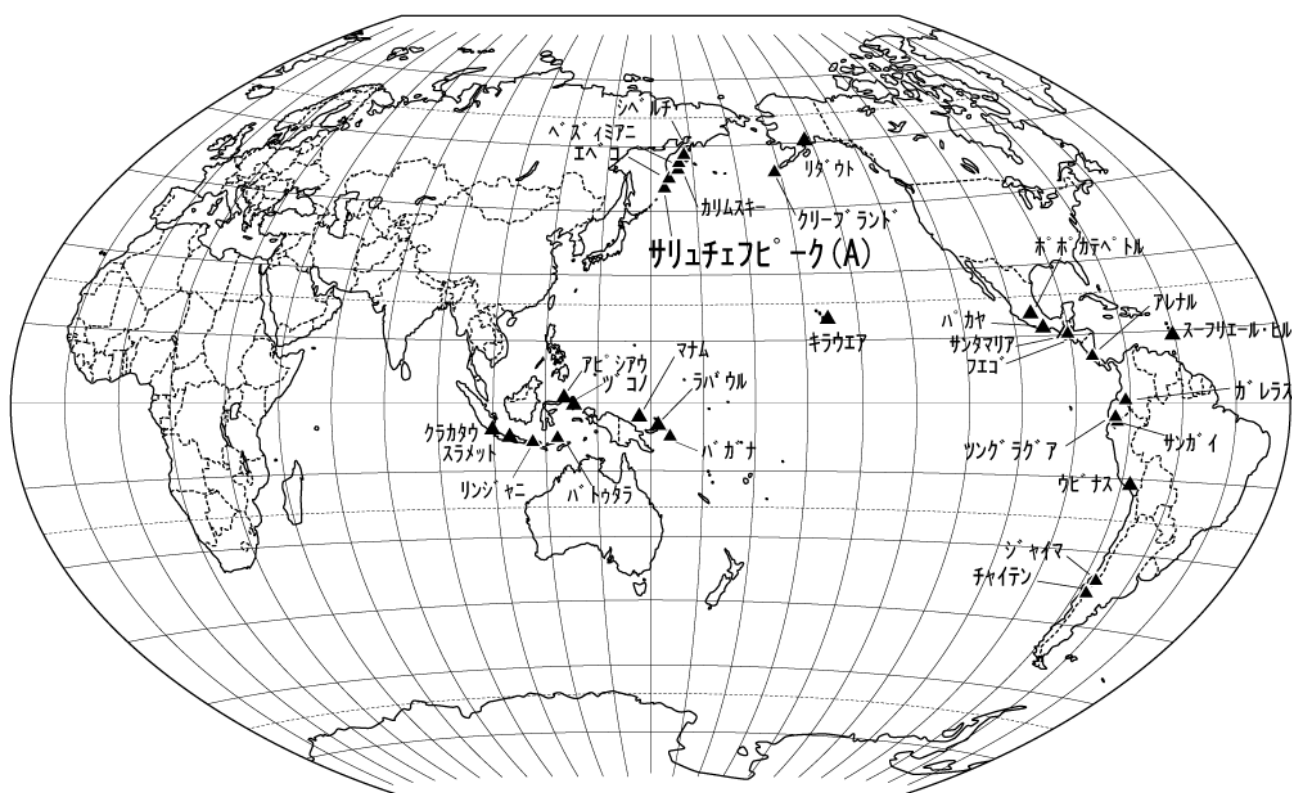 シベルチ
ベズィミアニ
エベコ
リダウト
カリムスキー
クリーブランド
サリュチェフピーク(A)
ポポカテペトル
アレナル
パカヤ
スーフリエール・ヒル
サンタマリア
フエゴ
キラウエア
マナム
アビシアウ
ヅコノ
ラバウル
ガレラス
クラカタウ
スラメット
バガナ
ツングラグア
サンガイ
リンジャニ
バトゥタラ
ウビナス
ジャイマ
チャイテン